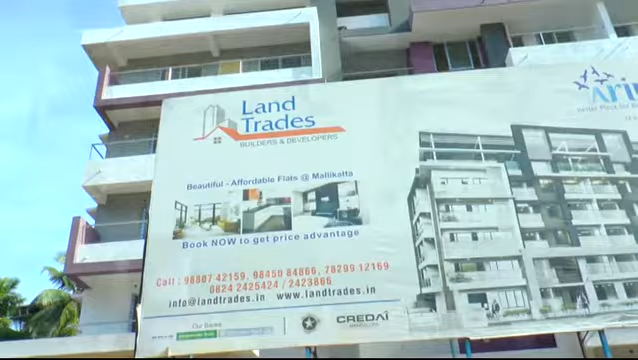 Land
Trades
BUILDERS & DEVELOPERS
Beautiful - Affordable Flats @ Mallikatta
Book NOW to get price advantage
Call : 98807 42159, 98450 84866, 78299 12169
0824 2425424 / 2423866
info@landtrades.in www.landtrades.in
Our Banks
CREDAI